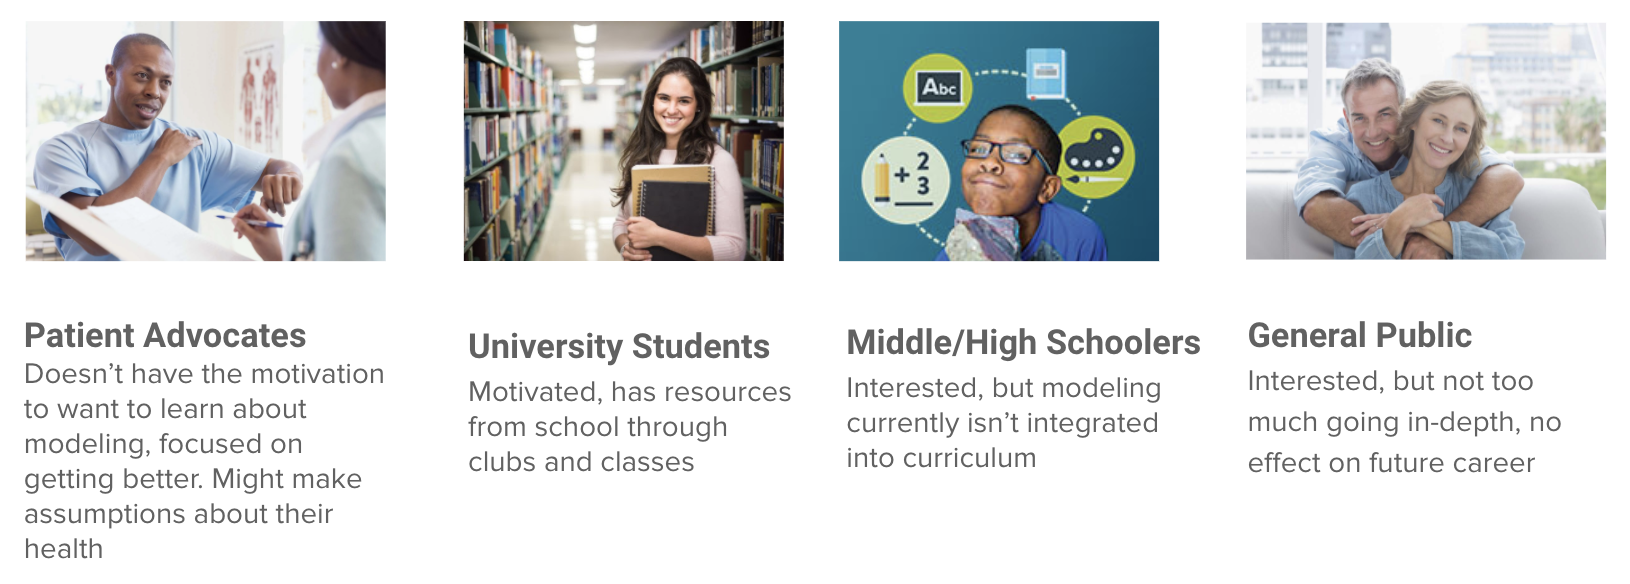 Abc
2
+ 3
Patient Advocates
Doesn’t have the motivation
to want to learn about
modeling, focused on
getting better. Might make
assumptions about their
health
University Students
Motivated, has resources
from school through
clubs and classes
Middle/High Schoolers
Interested, but modeling
currently isn’t integrated
into curriculum
General Public
Interested, but not too
much going in-depth, no
effect on future career